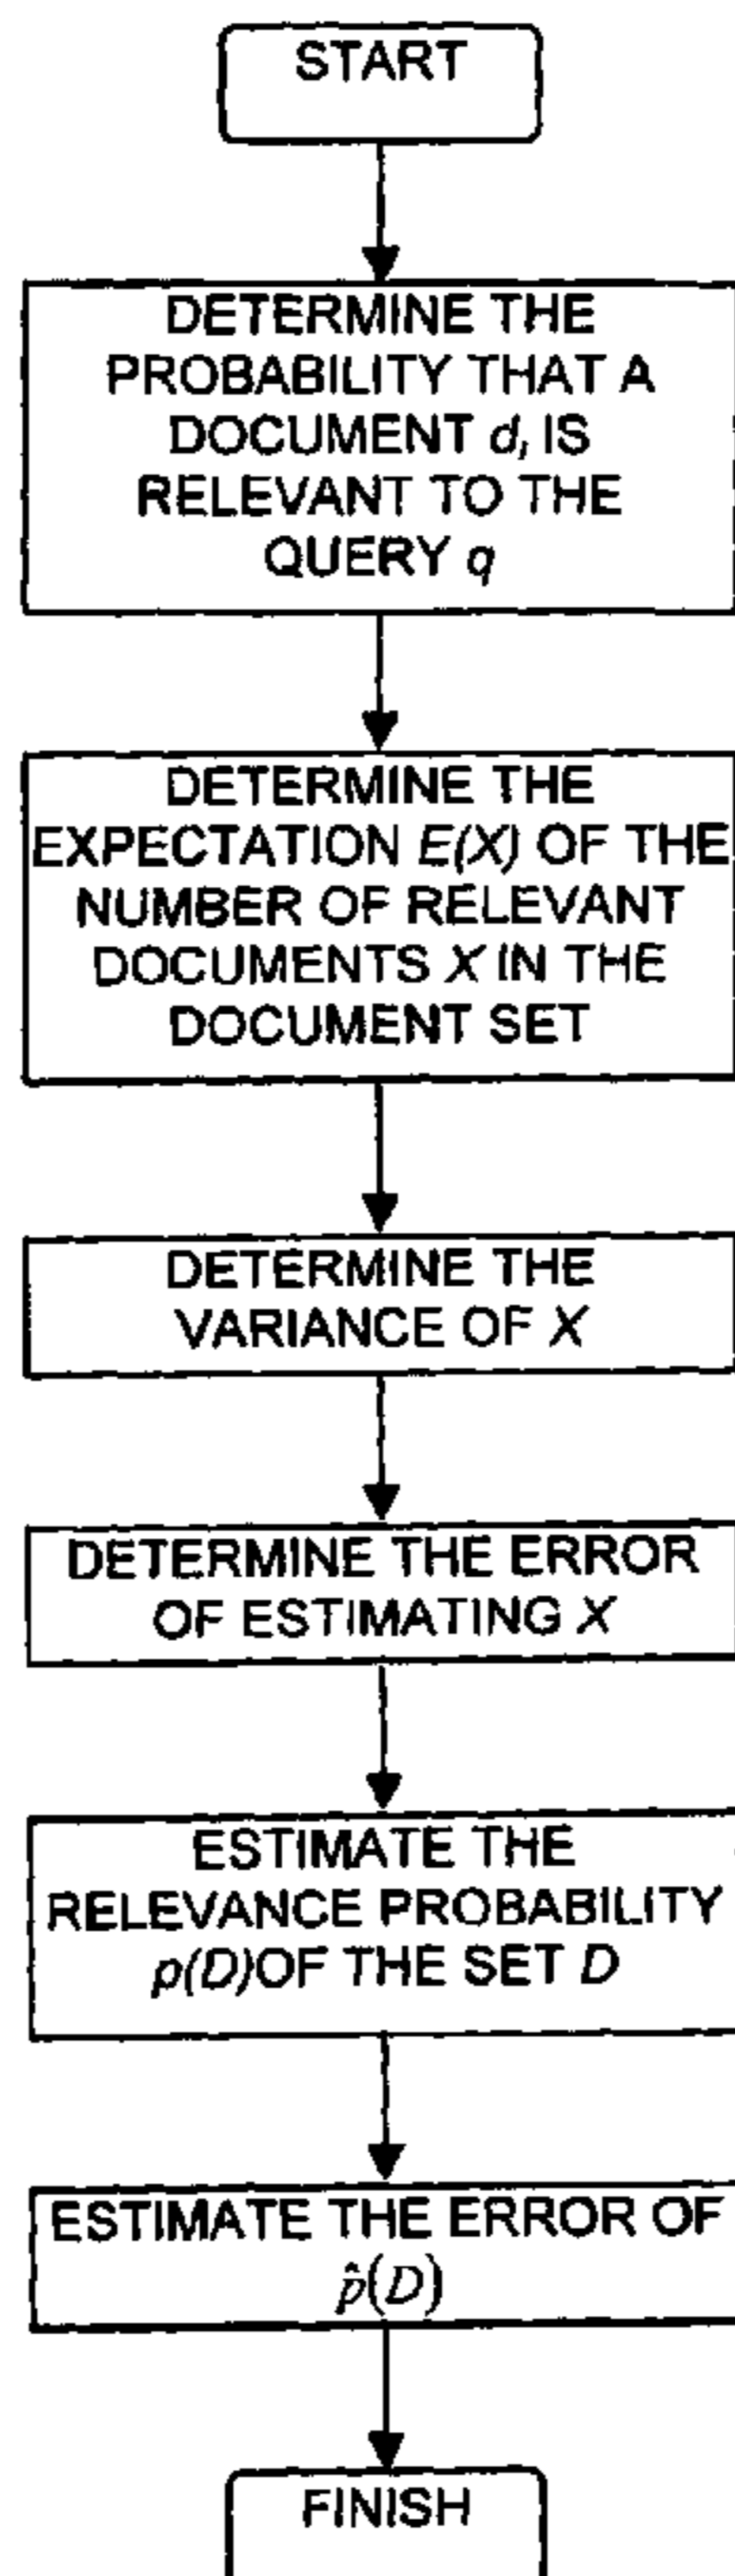 START
DETERMINE THE
PROBABILITY THAT A
DOCUMENT dᵢ IS
RELEVANT TO THE
QUERY q
DETERMINE THE
EXPECTATION E(X) OF THE
NUMBER OF RELEVANT
DOCUMENTS X IN THE
DOCUMENT SET
DETERMINE THE
VARIANCE OF X
DETERMINE THE ERROR
OF ESTIMATING X
ESTIMATE THE
RELEVANCE PROBABILITY
p(D)OF THE SET D
ESTIMATE THE ERROR OF
p̂(D)
FINISH